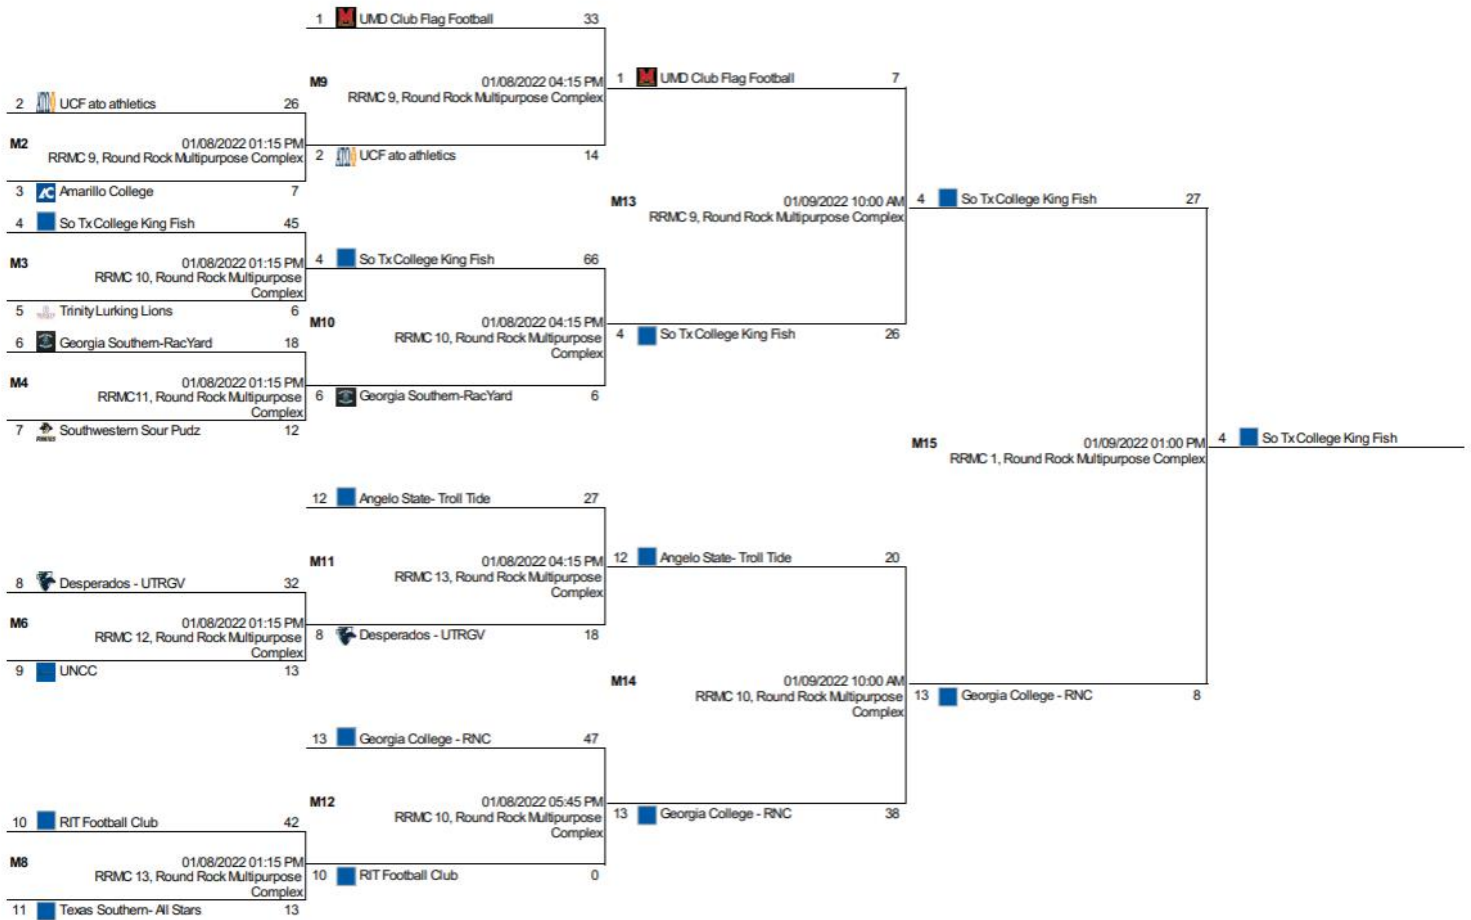 1 UMD Club Flag Football 33
M9 01/08/2022 04:15 PM
RRMC 9, Round Rock Multipurpose Complex
2 UCF ato athletics 14
2 UCF ato athletics 26
M2 01/08/2022 01:15 PM
RRMC 9, Round Rock Multipurpose Complex
3 AC Amarillo College 7
4 So Tx College King Fish 45
M3 01/08/2022 01:15 PM
RRMC 10, Round Rock Multipurpose
Complex
5 Trinity Lurking Lions 6
6 Georgia Southern-RacYard 18
M4 01/08/2022 01:15 PM
RRMC11, Round Rock Multipurpose
Complex
7 Southwestern Sour Pudz 12
4 So Tx College King Fish 66
M10 01/08/2022 04:15 PM
RRMC 10, Round Rock Multipurpose
Complex
6 Georgia Southern-RacYard 6
1 UMD Club Flag Football 7
M13 01/09/2022 10:00 AM
RRMC 9, Round Rock Multipurpose Complex
4 So Tx College King Fish 26
8 Desperados - UTRGV 32
M6 01/08/2022 01:15 PM
RRMC 12, Round Rock Multipurpose
Complex
9 UNCC 13
12 Angelo State- Troll Tide 27
M11 01/08/2022 04:15 PM
RRMC 13, Round Rock Multipurpose
Complex
8 Desperados - UTRGV 18
10 RIT Football Club 42
M8 01/08/2022 01:15 PM
RRMC 13, Round Rock Multipurpose
Complex
11 Texas Southern- All Stars 13
13 Georgia College - RNC 47
M12 01/08/2022 05:45 PM
RRMC 10, Round Rock Multipurpose
Complex
10 RIT Football Club 0
12 Angelo State- Troll Tide 20
M14 01/09/2022 10:00 AM
RRMC 10, Round Rock Multipurpose
Complex
13 Georgia College - RNC 38
4 So Tx College King Fish 27
M15 01/09/2022 01:00 PM
RRMC 1, Round Rock Multipurpose Complex
13 Georgia College - RNC 8
4 So Tx College King Fish